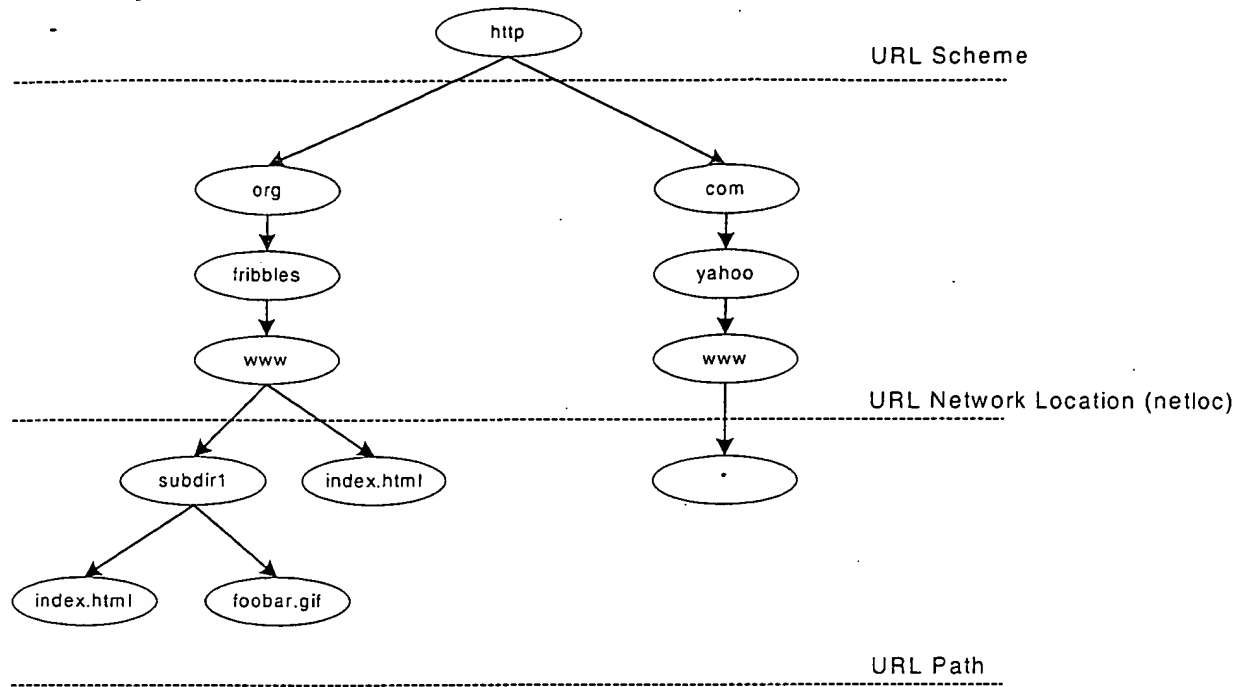 http
URL Scheme
org
com
fribbles
yahoo
www
www
URL Network Location (netloc)
subdir1
index.html
*
index.html
foobar.gif
URL Path